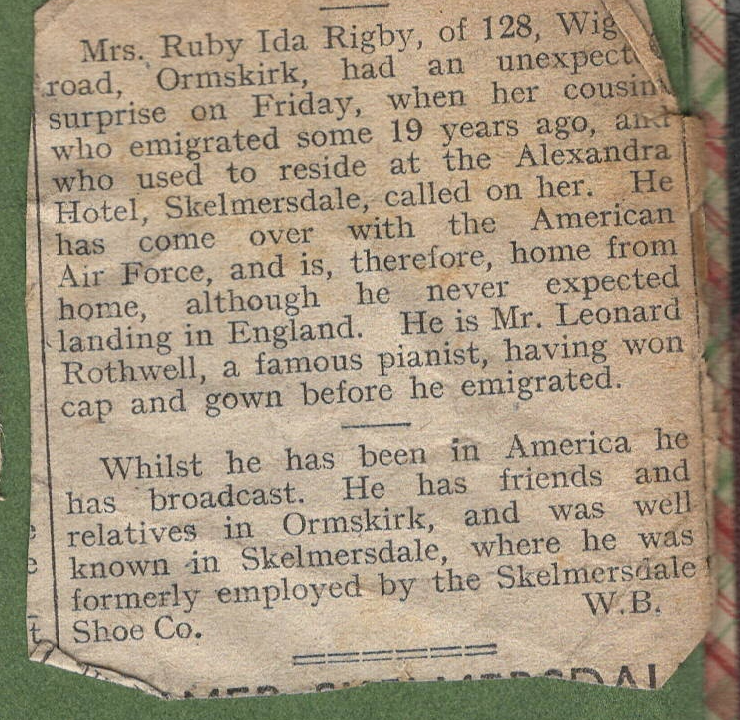 Mrs. Ruby Ida Rigby, of 128, Wig
road, Ormskirk, had an unexpect
surprise on Friday, when her cousin
who emigrated some 19 years ago, and
who used to reside at the Alexandra
Hotel, Skelmersdale, called on her. He
has come over with the American
Air Force, and is, therefore, home from
home, although he never expected
landing in England. He is Mr. Leonard
Rothwell, a famous pianist, having won
cap and gown before he emigrated.
Whilst he has been in America he
has broadcast. He has friends and
relatives in Ormskirk, and was well
known in Skelmersdale, where he was
formerly employed by the Skelmersdale
Shoe Co. W.B.